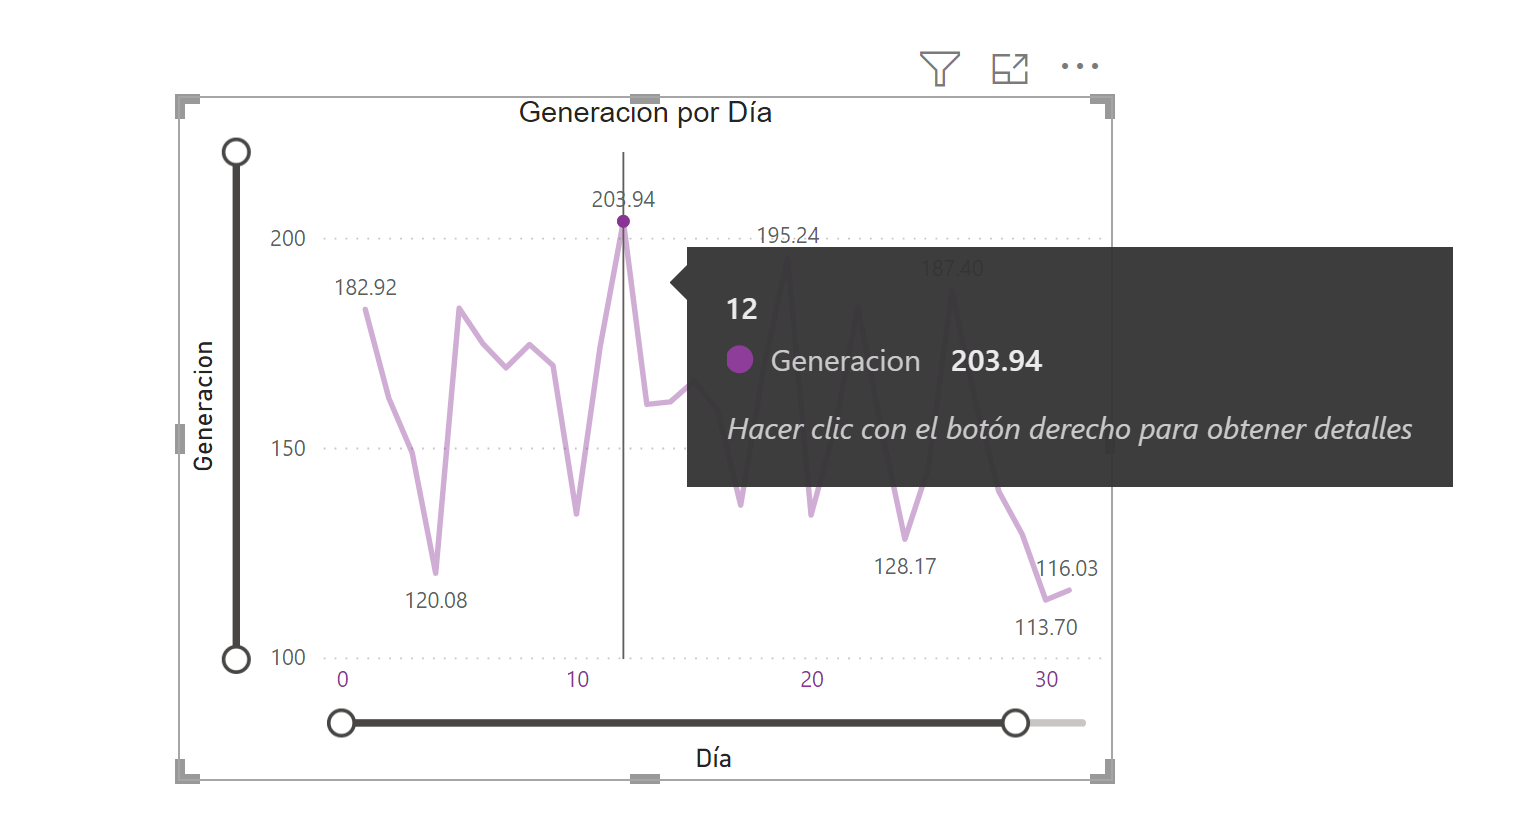 Generacion por Día
203.94
195.24
187.40
182.92
200
150
100
Generacion
12
Generacion 203.94
Hacer clic con el botón derecho para obtener detalles
120.08
128.17
116.03
113.70
0 10 20 30
Día